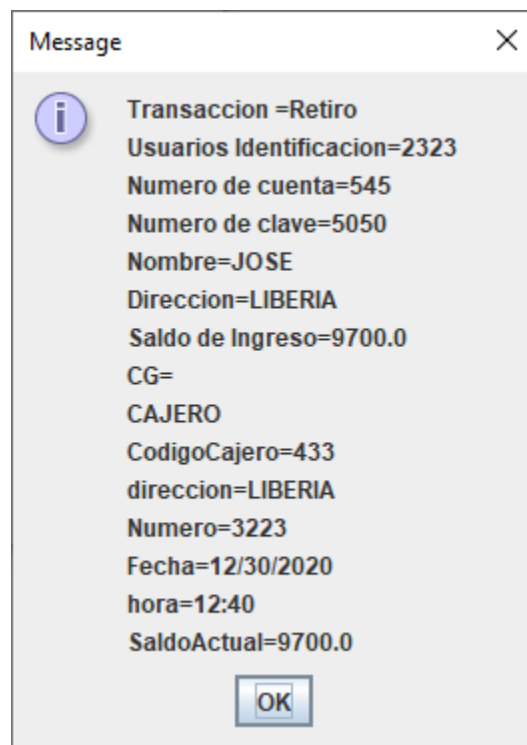 Message
Transaccion =Retiro
Usuarios Identificacion=2323
Numero de cuenta=545
Numero de clave=5050
Nombre=JOSE
Direccion=LIBERIA
Saldo de Ingreso=9700.0
CG=
CAJERO
CodigoCajero=433
direccion=LIBERIA
Numero=3223
Fecha=12/30/2020
hora=12:40
SaldoActual=9700.0
OK